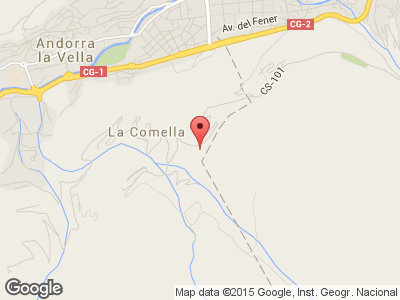 Av. del Fener
CG-2
Andorra
la Vella
CG-1
CS-101
La Comella
Google
Map data ©2015 Google, Inst. Geogr. Nacional